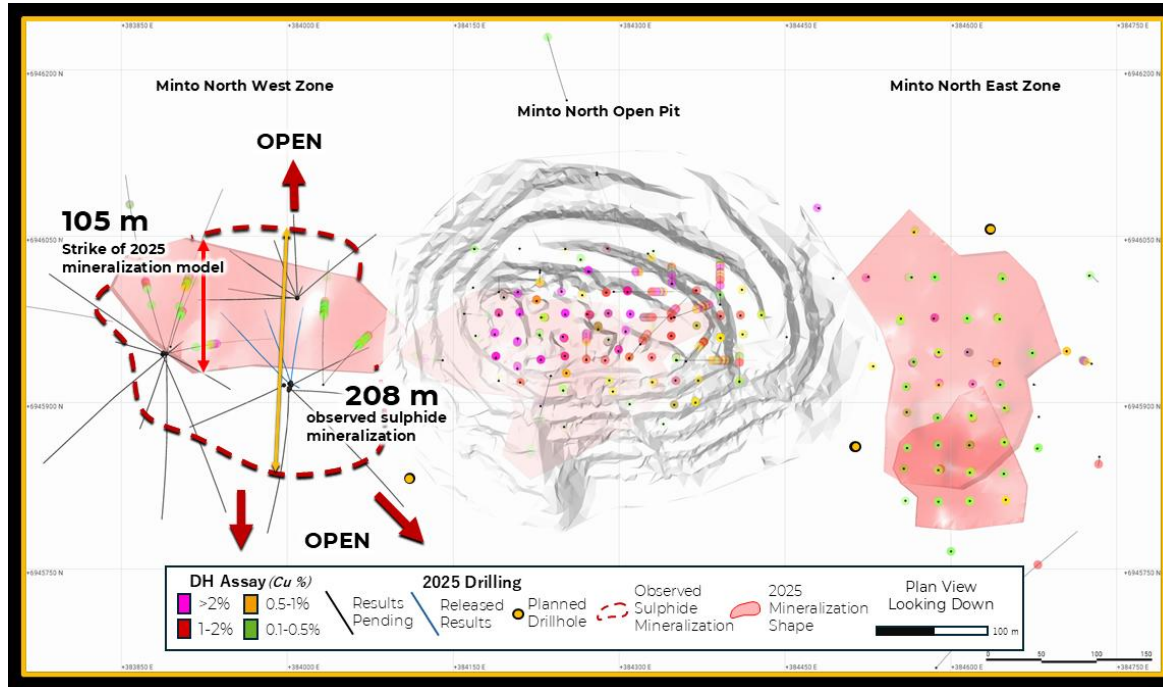 +383850 E
+384000 E
+384150 E
+384300 E
+384450 E
+384600 E
+384750 E
+6946200 N
+6946200 N
Minto North West Zone
Minto North Open Pit
Minto North East Zone
OPEN
105 m
Strike of 2025
mineralization model
+6946050 N
+6946050 N
208 m
observed sulphide
mineralization
+6945900 N
+6945900 N
OPEN
+6945750 N
+6945750 N
DH Assay (Cu %)
>2%
0.5-1%
1-2%
0.1-0.5%
Results
Pending
2025 Drilling
Released
Results
Planned
Drillhole
Observed
Sulphide
Mineralization
2025
Mineralization
Shape
Plan View
Looking Down
100 m
0 50 100 150
+383850 E
+384000 E
+384150 E
+384300 E
+384450 E
+384600 E
+384750 E